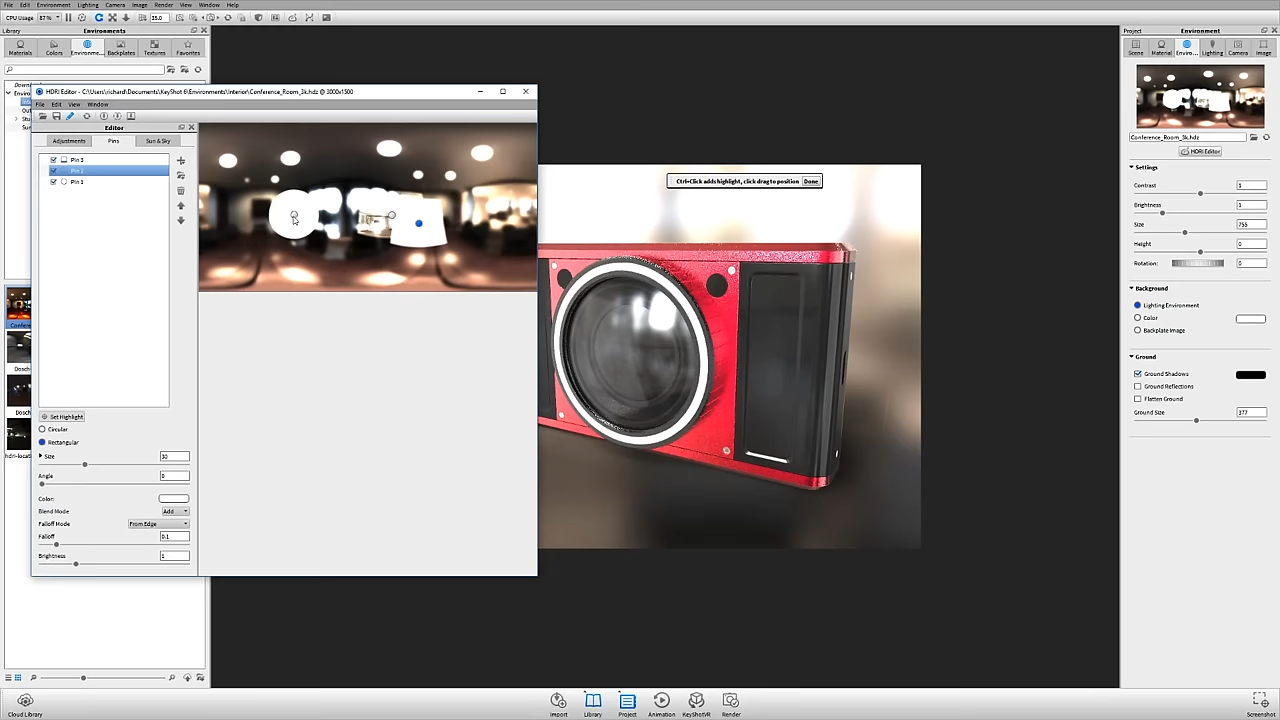 File Edit Environment Lighting Camera Image Render View Window Help
CPU Usage 87 % 35.0
Library Environments
Project Environment
Materials Colors Environme... Backplates Textures Favorites
Scene Material Enviro... Lighting Camera Image
HDRI Editor - C:\Users\richard\Documents\KeyShot 6\Environments\Interior\Conference_Room_3k.hdz @ 3000x1500
File Edit View Window
Editor
Adjustments Pins Sun & Sky
Pin 3
Pin 1
Ctrl+Click adds highlight, click drag to position Done
Conference_Room_3k.hdz
HDRI Editor
Settings
Contrast 1
Brightness 1
Size 755
Height 0
Rotation: 0
Background
Lighting Environment
Color
Backplate Image
Ground
Ground Shadows
Ground Reflections
Flatten Ground
Ground Size 377
Set Highlight
Circular
Rectangular
Size 30
Angle 0
Color:
Blend Mode Add
Falloff Mode From Edge
Falloff 0.1
Brightness 1
Cloud Library
Import Library Project Animation KeyShotVR Render
Screenshot